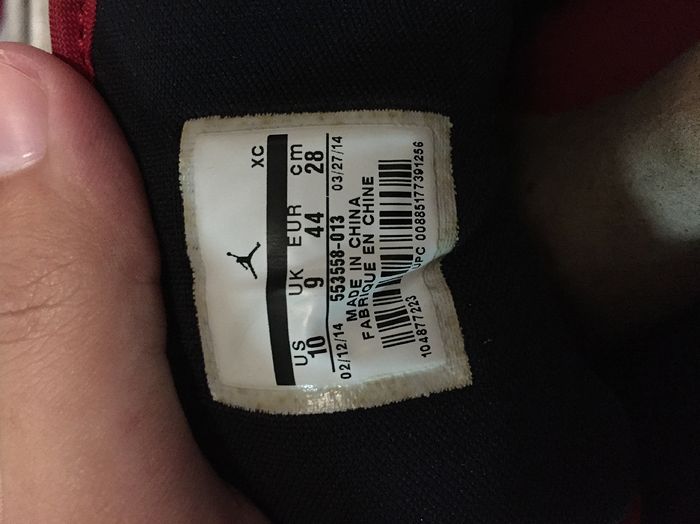 XC
US UK EUR cm
10 9 44 28
02/12/14 553558-013 03/27/14
MADE IN CHINA
FABRIQUE EN CHINE
UPC 00885177391256
104877223